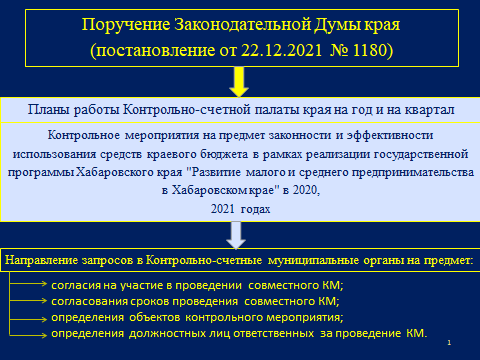 Поручение Законодательной Думы края
(постановление от 22.12.2021 № 1180)
Планы работы Контрольно-счетной палаты края на год и на квартал
Контрольное мероприятия на предмет законности и эффективности
использования средств краевого бюджета в рамках реализации государственной
программы Хабаровского края "Развитие малого и среднего предпринимательства
в Хабаровском крае" в 2020,
2021 годах
Направление запросов в Контрольно-счетные муниципальные органы на предмет:
согласия на участие в проведении совместного КМ;
согласования сроков проведения совместного КМ;
определения объектов контрольного мероприятия;
определения должностных лиц ответственных за проведение КМ.
1